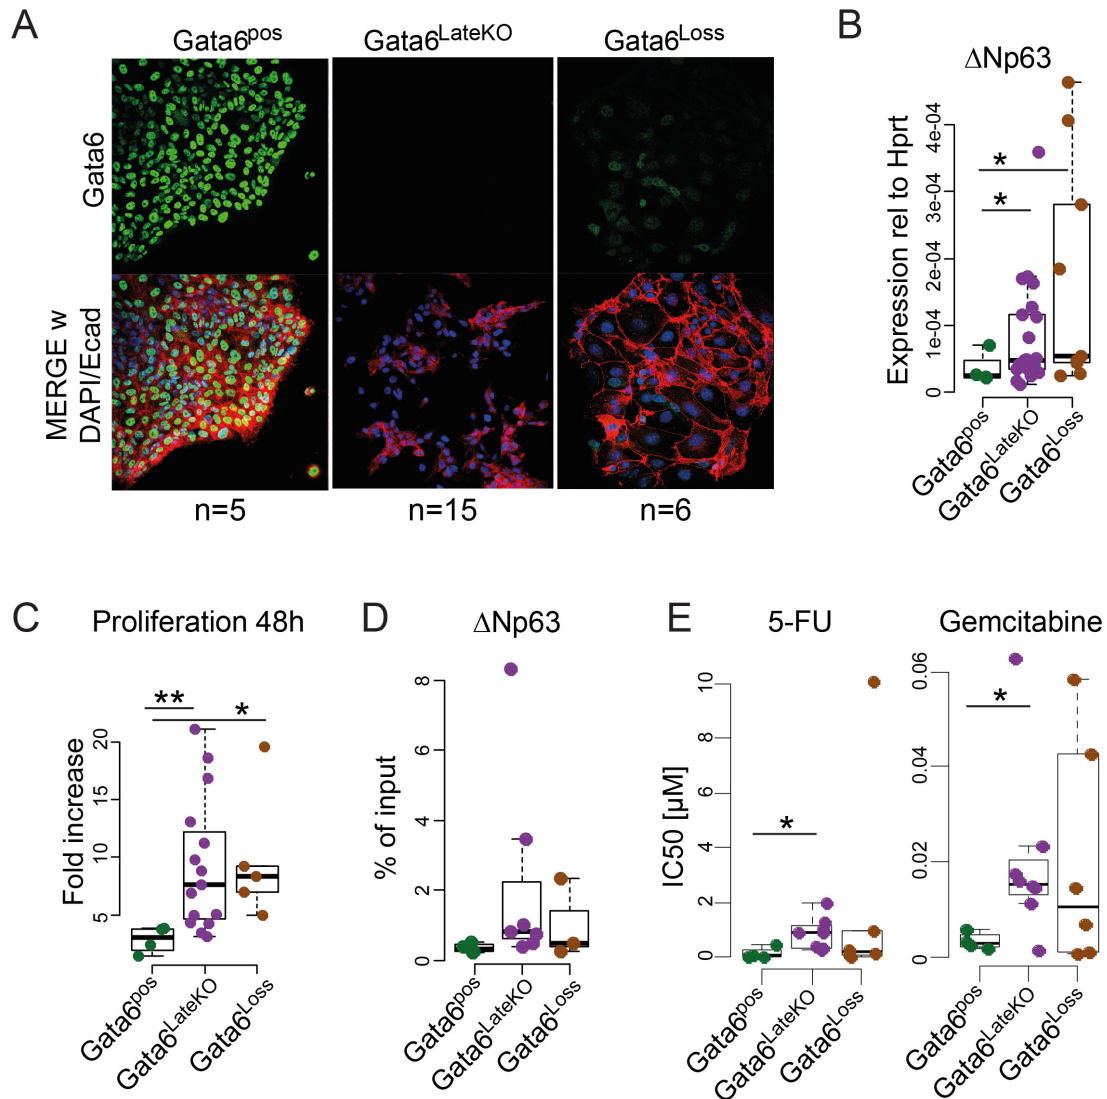 A
Gata6pos
Gata6LateKO
Gata6Loss
Gata6
MERGE w
DAPI/Ecad
n=5
n=15
n=6
B
ΔNp63
Expression rel to Hprt
4e-04
3e-04
2e-04
1e-04
0
*
*
Gata6pos
Gata6LateKO
Gata6Loss
C
Proliferation 48h
Fold increase
20
15
10
5
**
*
Gata6pos
Gata6LateKO
Gata6Loss
D
ΔNp63
% of input
8
6
4
2
0
Gata6pos
Gata6LateKO
Gata6Loss
E
5-FU
IC50 [µM]
10
8
6
4
2
0
*
Gata6pos
Gata6LateKO
Gata6Loss
Gemcitabine
0.06
0.04
0.02
0
*
Gata6pos
Gata6LateKO
Gata6Loss